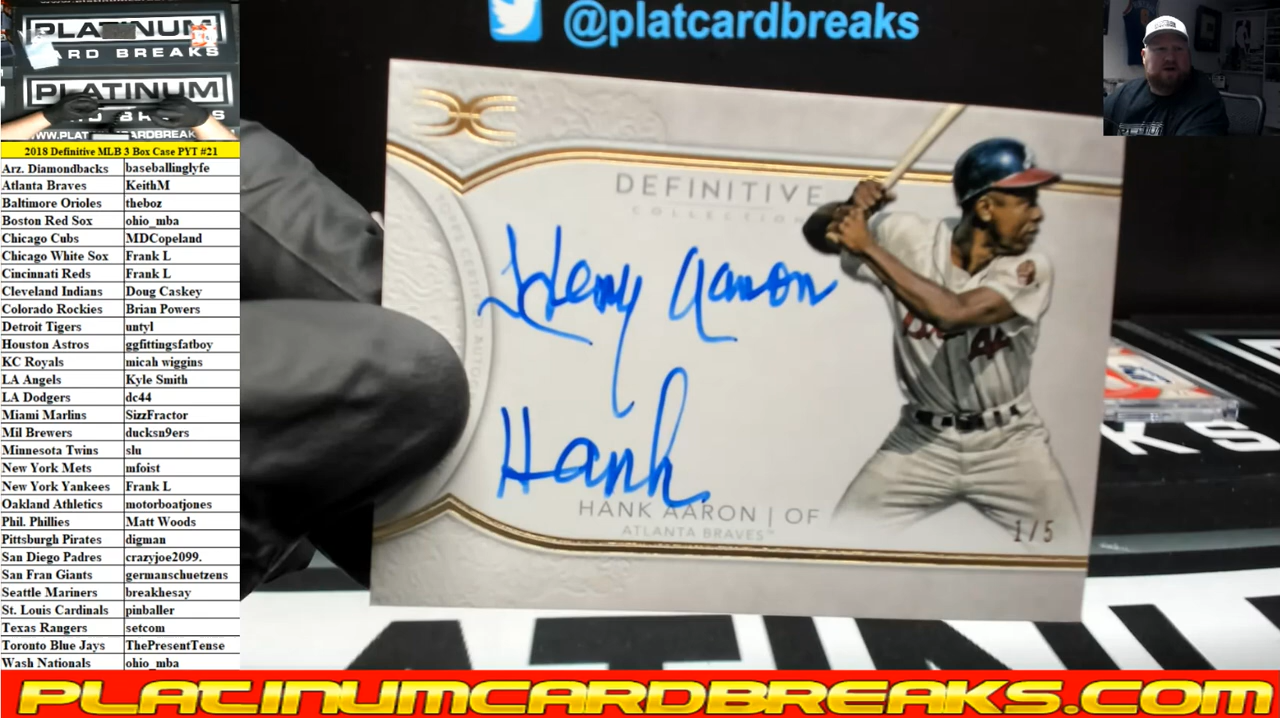 @platcardbreaks
PLATINUM
CARD BREAKS
PLATINUM
2018 Definitive MLB 3 Box Case PYT #21
Arz. Diamondbacks baseballinglyfe
Atlanta Braves KeithM
Baltimore Orioles theboz
Boston Red Sox ohio_mba
Chicago Cubs MDCopeland
Chicago White Sox Frank L
Cincinnati Reds Frank L
Cleveland Indians Doug Caskey
Colorado Rockies Brian Powers
Detroit Tigers untyl
Houston Astros ggfittingsfatboy
KC Royals micah wiggins
LA Angels Kyle Smith
LA Dodgers dc44
Miami Marlins SizzFractor
Mil Brewers ducksn9ers
Minnesota Twins slu
New York Mets mfoist
New York Yankees Frank L
Oakland Athletics motorboatjones
Phil. Phillies Matt Woods
Pittsburgh Pirates digman
San Diego Padres crazyjoe2099.
San Fran Giants germanschuetzens
Seattle Mariners breakhesay
St. Louis Cardinals pinballer
Texas Rangers setcom
Toronto Blue Jays ThePresentTense
Wash Nationals ohio_mba
DEFINITIVE
COLLECTION
Henry Aaron
Hank
HANK AARON | OF
ATLANTA BRAVES™
1/5
PLATINUMCARDBREAKS.COM